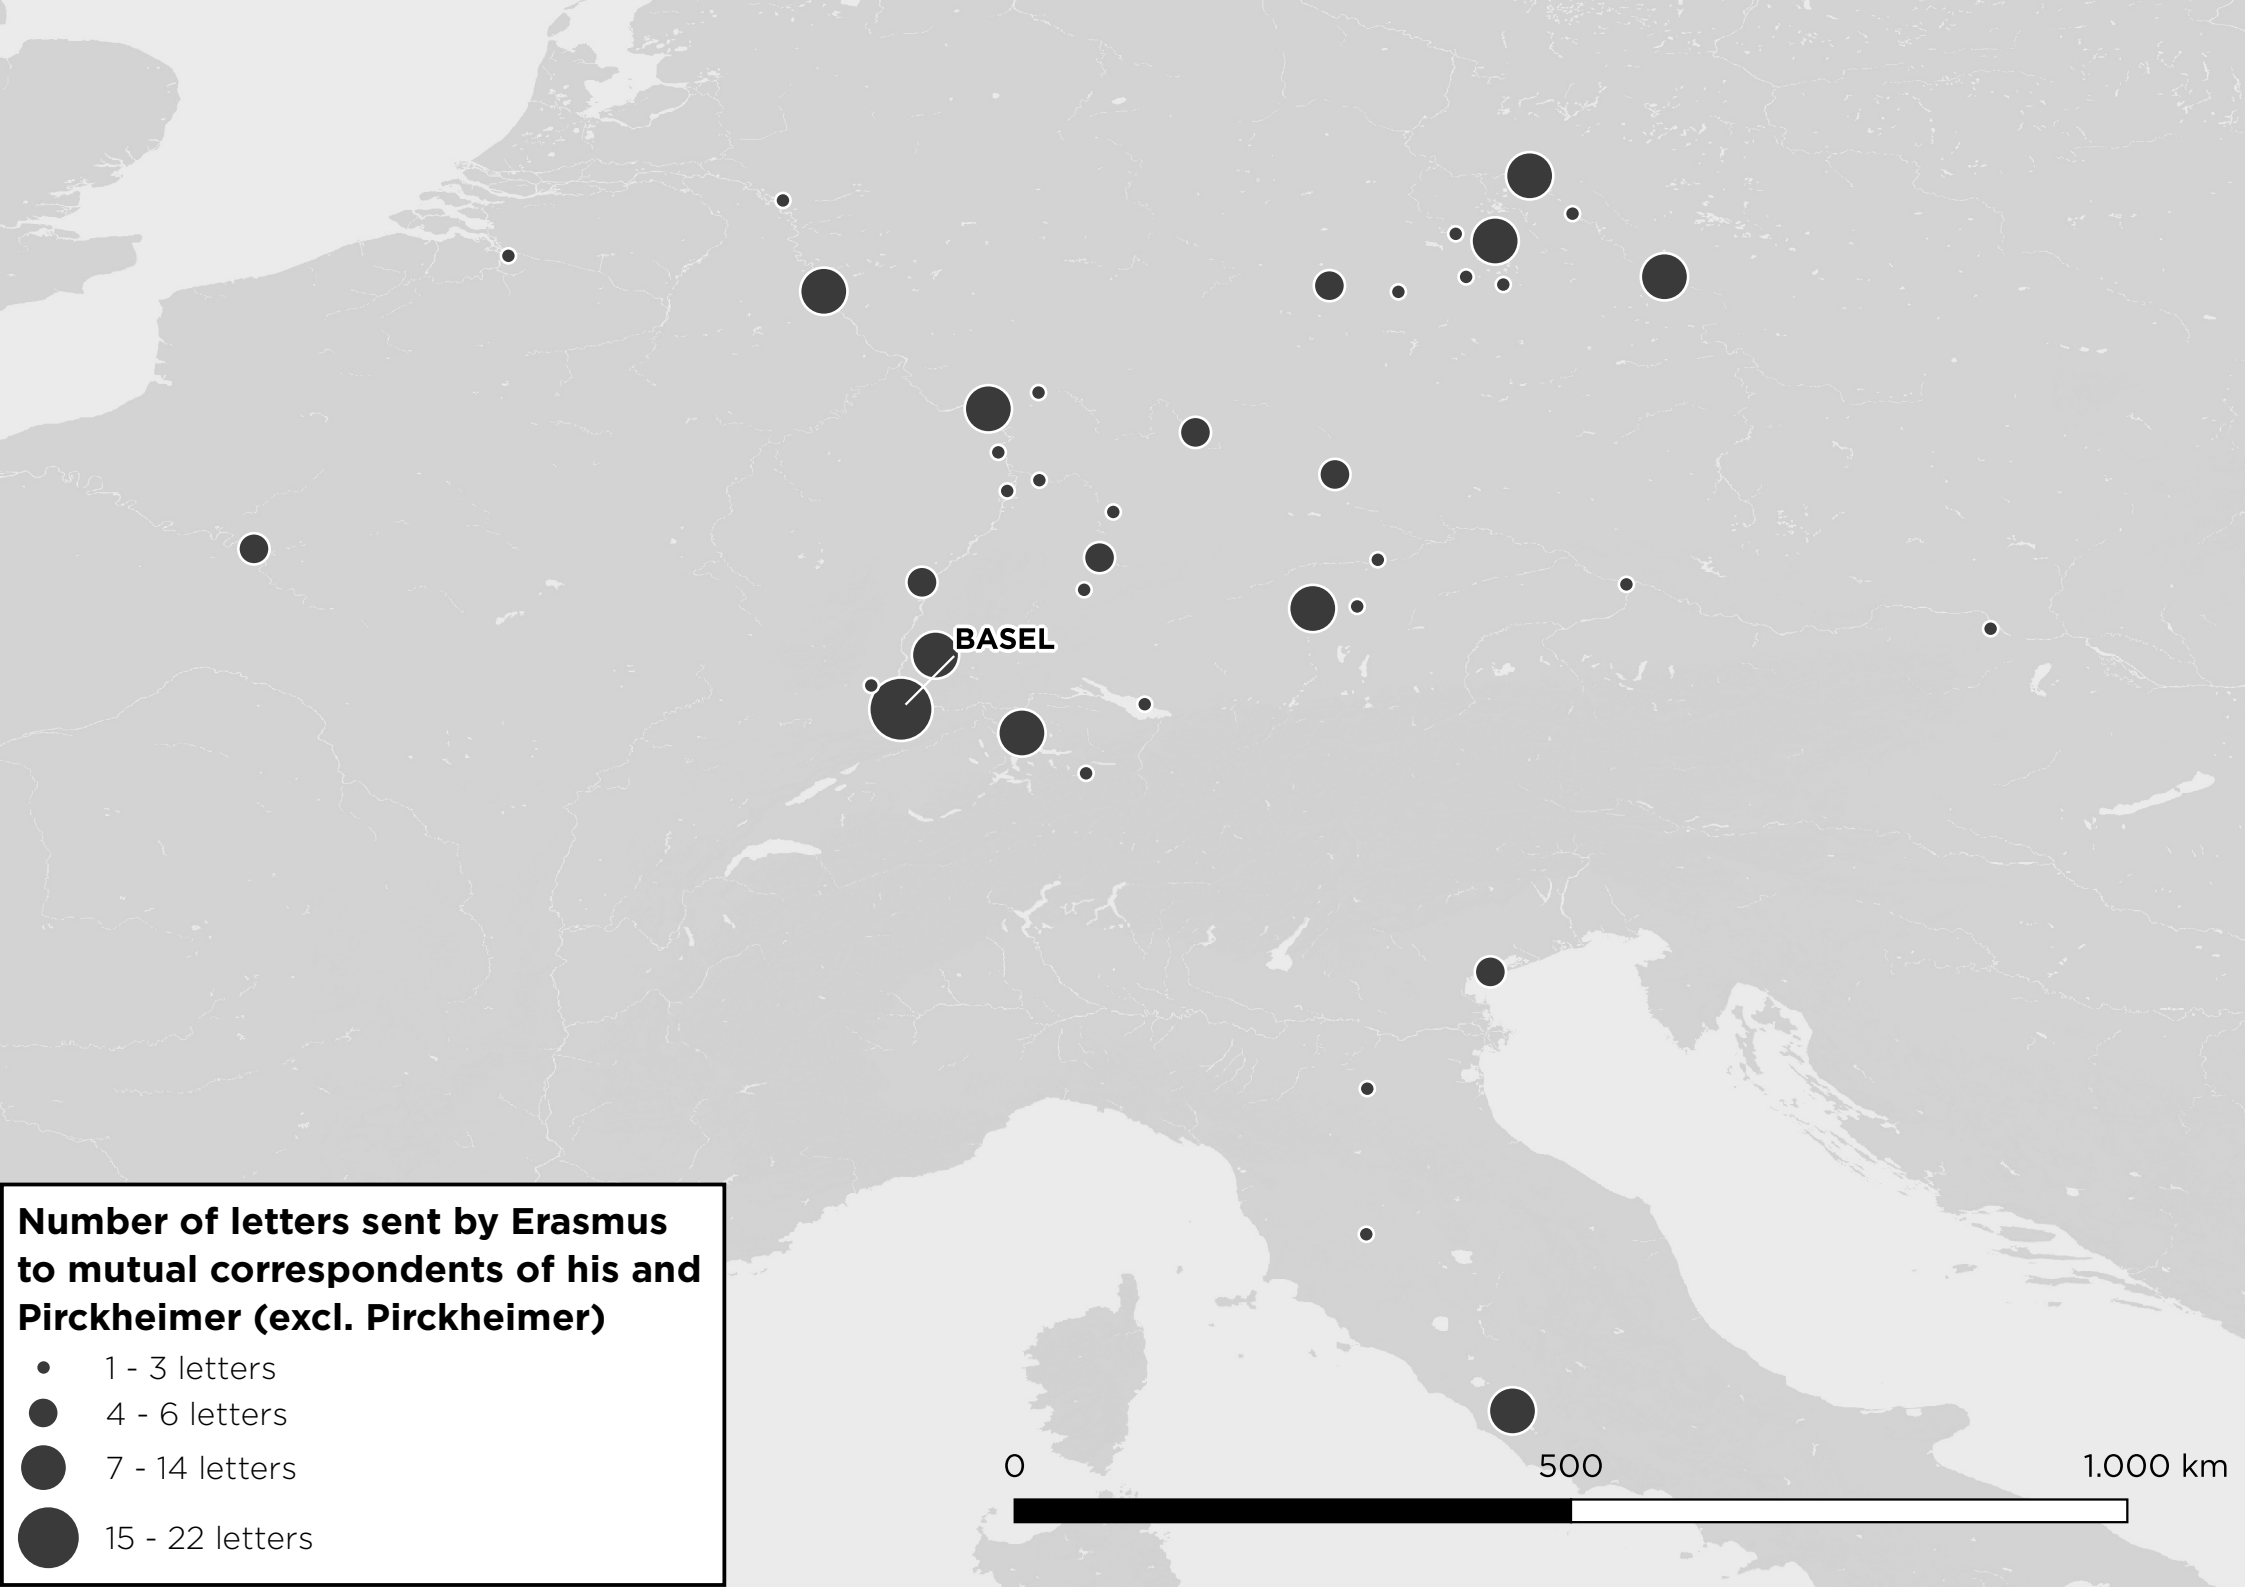 BASEL
Number of letters sent by Erasmus
to mutual correspondents of his and
Pirckheimer (excl. Pirckheimer)
1 - 3 letters
4 - 6 letters
7 - 14 letters
15 - 22 letters
0 500 1.000 km